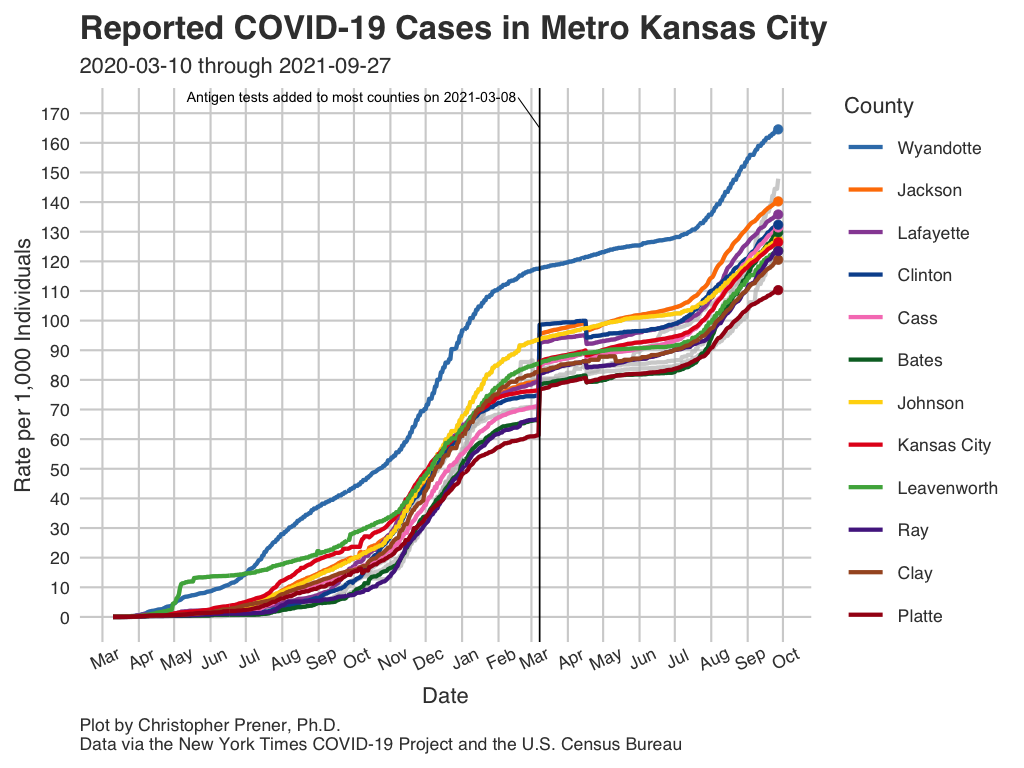 Reported COVID-19 Cases in Metro Kansas City
2020-03-10 through 2021-09-27
Antigen tests added to most counties on 2021-03-08
Rate per 1,000 Individuals
170
160
150
140
130
120
110
100
90
80
70
60
50
40
30
20
10
0
Mar Apr May Jun Jul Aug Sep Oct Nov Dec Jan Feb Mar Apr May Jun Jul Aug Sep Oct
Date
County
Wyandotte
Jackson
Lafayette
Clinton
Cass
Bates
Johnson
Kansas City
Leavenworth
Ray
Clay
Platte
Plot by Christopher Prener, Ph.D.
Data via the New York Times COVID-19 Project and the U.S. Census Bureau